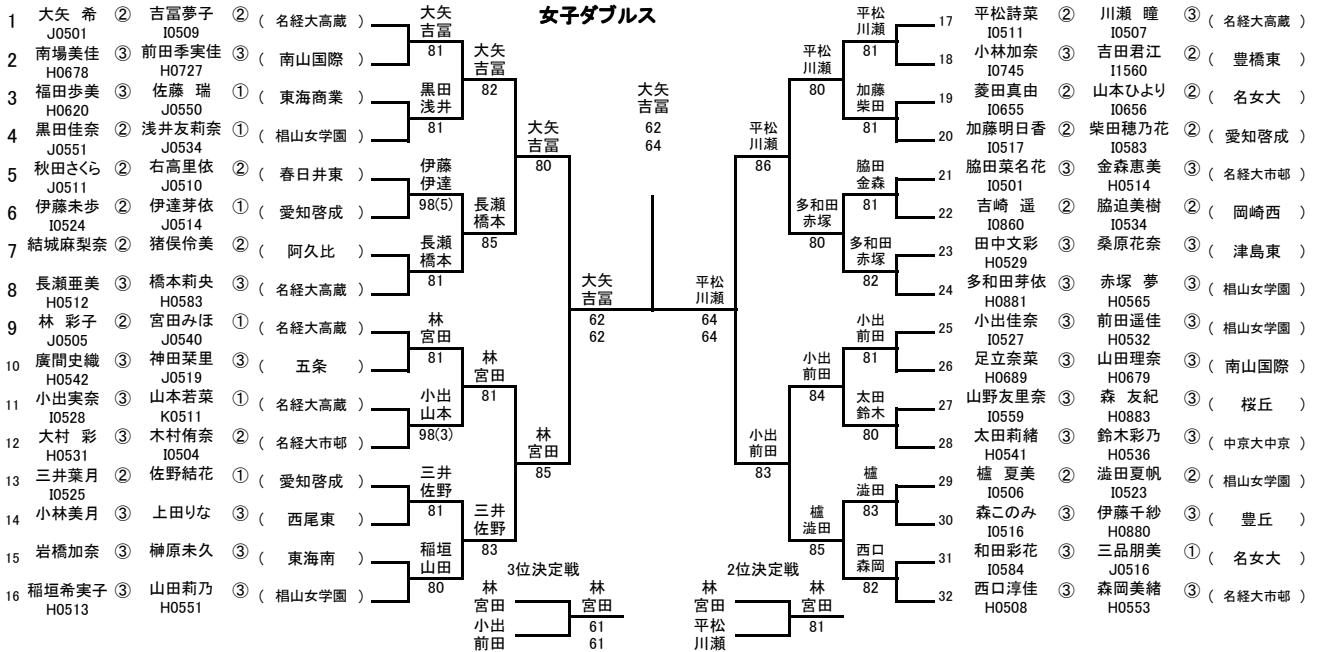 女子ダブルス
1 大矢 希 ② 吉冨夢子 ② ( 名経大高蔵 )
J0501 I0509
2 南場美佳 ③ 前田季実佳 ③ ( 南山国際 )
H0678 H0727
3 福田歩美 ③ 佐藤 瑞 ① ( 東海商業 )
H0620 J0550
4 黒田佳奈 ② 浅井友莉奈 ① ( 椙山女学園 )
J0551 J0534
5 秋田さくら ② 右高里依 ② ( 春日井東 )
J0511 J0510
6 伊藤未歩 ② 伊達芽依 ① ( 愛知啓成 )
I0524 J0514
7 結城麻梨奈 ② 猪俣伶美 ② ( 阿久比 )
8 長瀬亜美 ③ 橋本莉央 ③ ( 名経大高蔵 )
H0512 H0583
9 林 彩子 ② 宮田みほ ① ( 名経大高蔵 )
J0505 J0540
10 廣間史織 ③ 神田栞里 ③ ( 五条 )
H0542 J0519
11 小出実奈 ③ 山本若菜 ① ( 名経大高蔵 )
I0528 K0511
12 大村 彩 ③ 木村侑奈 ② ( 名経大市邨 )
H0531 I0504
13 三井葉月 ② 佐野結花 ① ( 愛知啓成 )
I0525
14 小林美月 ③ 上田りな ③ ( 西尾東 )
15 岩橋加奈 ③ 榊原未久 ③ ( 東海南 )
16 稲垣希実子 ③ 山田莉乃 ③ ( 椙山女学園 )
H0513 H0551
大矢
吉冨
81
黒田
浅井
81
伊藤
伊達
98(5)
長瀬
橋本
81
林
宮田
81
小出
山本
98(3)
三井
佐野
81
稲垣
山田
80
大矢
吉冨
82
長瀬
橋本
85
林
宮田
81
三井
佐野
83
大矢
吉冨
80
林
宮田
85
大矢
吉冨
62
62
大矢
吉冨
62
64
平松
川瀬
64
64
平松
川瀬
86
小出
前田
83
平松
川瀬
80
多和田
赤塚
80
小出
前田
84
櫨
澁田
85
平松
川瀬
81
加藤
柴田
81
脇田
金森
81
多和田
赤塚
82
小出
前田
81
太田
鈴木
80
櫨
澁田
83
西口
森岡
82
17 平松詩菜 ② 川瀬 瞳 ③ ( 名経大高蔵 )
I0511 I0507
18 小林加奈 ③ 吉田君江 ② ( 豊橋東 )
I0745 I1560
19 菱田真由 ② 山本ひより ② ( 名女大 )
I0655 I0656
20 加藤明日香 ② 柴田穂乃花 ② ( 愛知啓成 )
I0517 I0583
21 脇田菜名花 ③ 金森恵美 ③ ( 名経大市邨 )
I0501 H0514
22 吉崎 遥 ② 脇迫美樹 ② ( 岡崎西 )
I0860 I0534
23 田中文彩 ③ 桑原花奈 ③ ( 津島東 )
H0529
24 多和田芽依 ③ 赤塚 夢 ③ ( 椙山女学園 )
H0881 H0565
25 小出佳奈 ③ 前田遥佳 ③ ( 椙山女学園 )
I0527 H0532
26 足立奈菜 ③ 山田理奈 ③ ( 南山国際 )
H0689 H0679
27 山野友里奈 ③ 森 友紀 ③ ( 桜丘 )
I0559 H0883
28 太田莉緒 ③ 鈴木彩乃 ③ ( 中京大中京 )
H0541 H0536
29 櫨 夏美 ② 澁田夏帆 ② ( 椙山女学園 )
I0506 I0523
30 森このみ ③ 伊藤千紗 ③ ( 豊丘 )
I0516 H0880
31 和田彩花 ③ 三品朋美 ① ( 名女大 )
I0584 J0516
32 西口淳佳 ③ 森岡美緒 ③ ( 名経大市邨 )
H0508 H0553
3位決定戦
林
宮田
小出
前田
林
宮田
61
61
2位決定戦
林
宮田
平松
川瀬
林
宮田
81